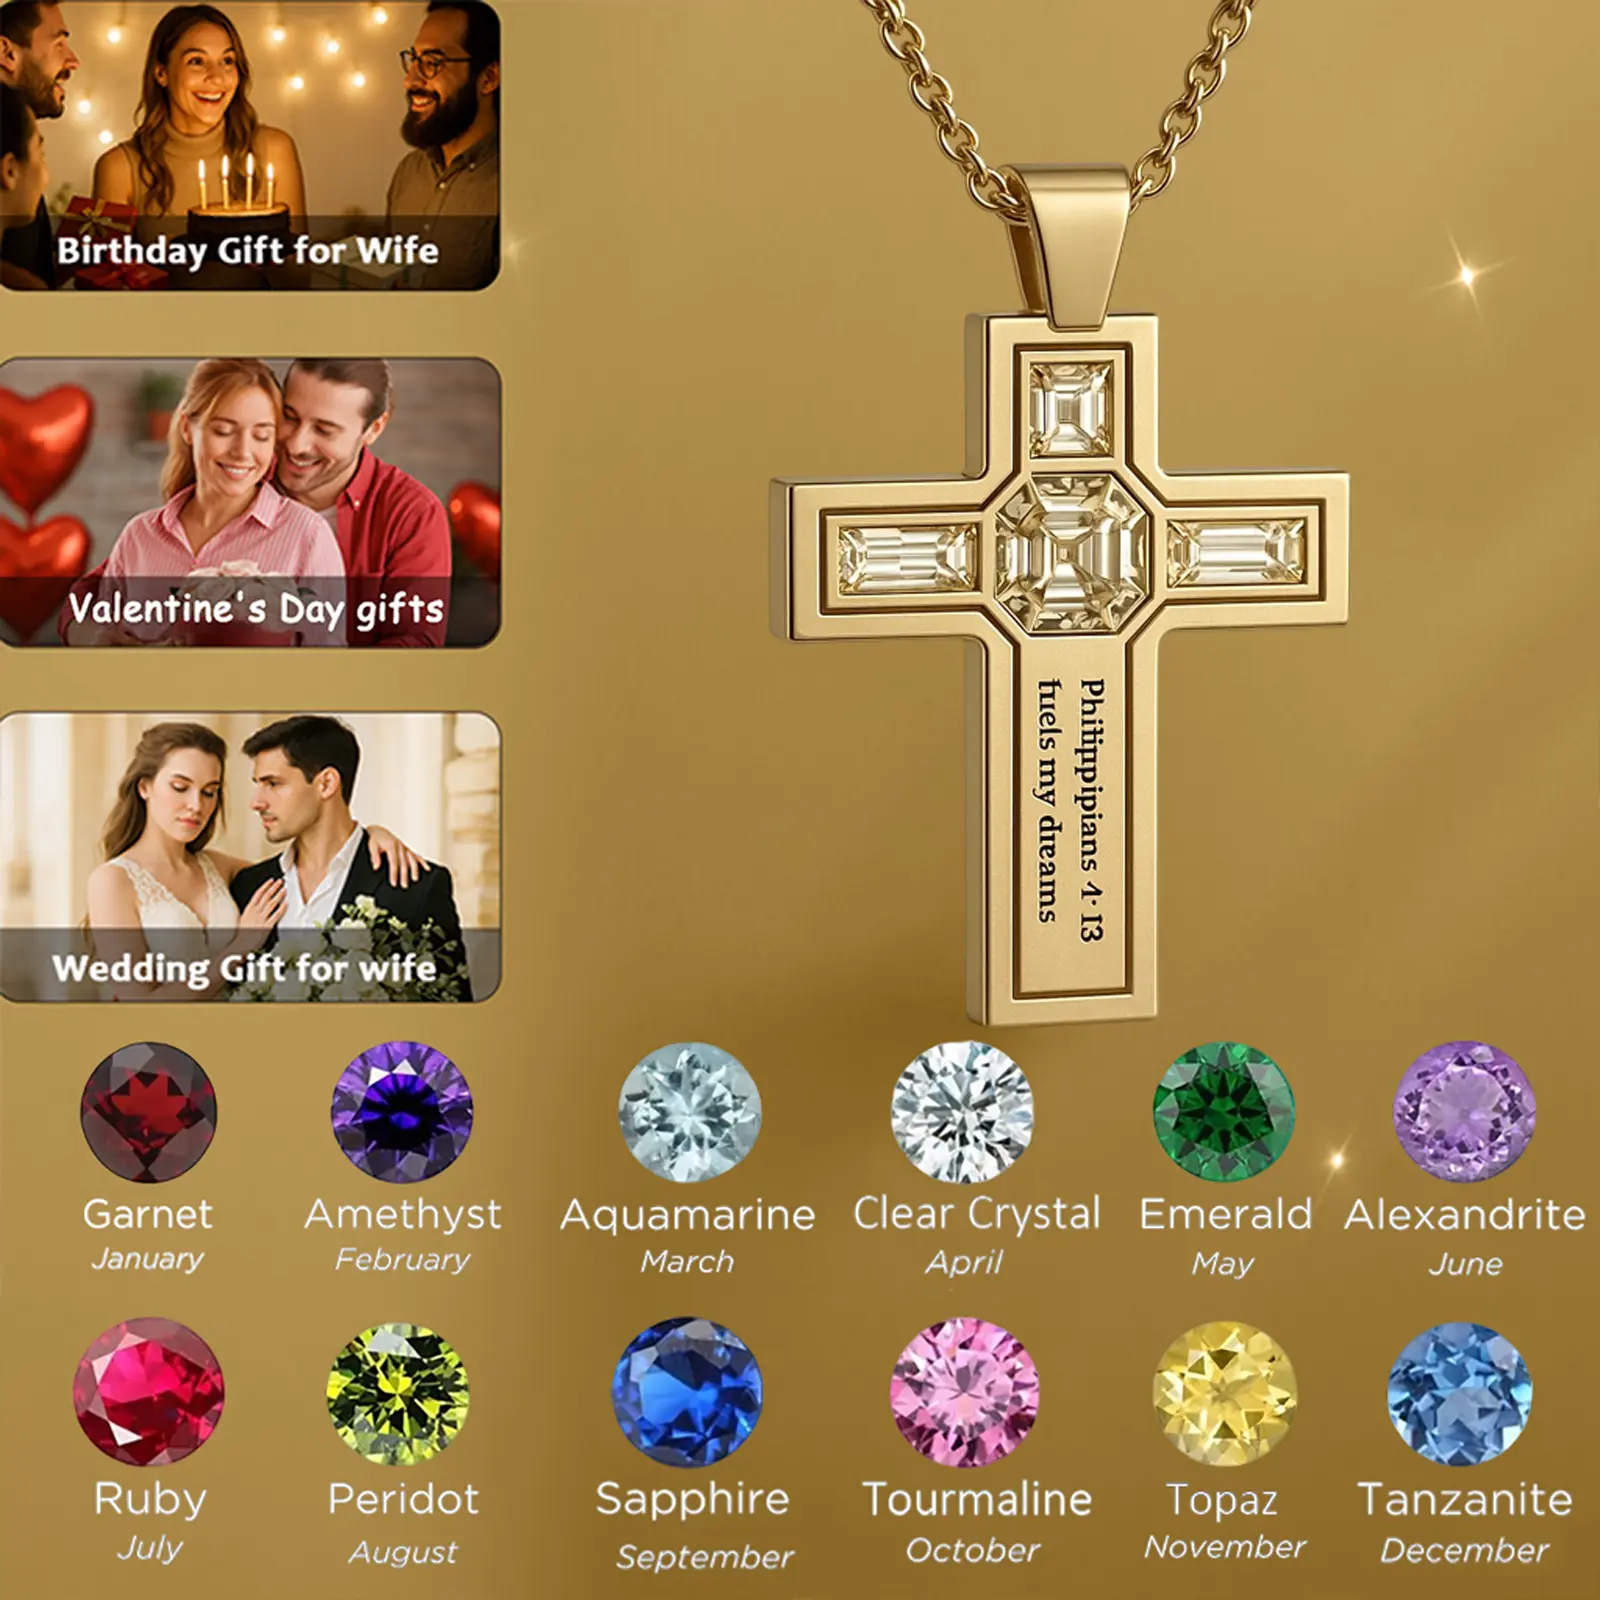 Birthday Gift for Wife
Valentine's Day gifts
Wedding Gift for wife
Philippipians 4·13
fuels my dreams
Garnet
January
Amethyst
February
Aquamarine
March
Clear Crystal
April
Emerald
May
Alexandrite
June
Ruby
July
Peridot
August
Sapphire
September
Tourmaline
October
Topaz
November
Tanzanite
December